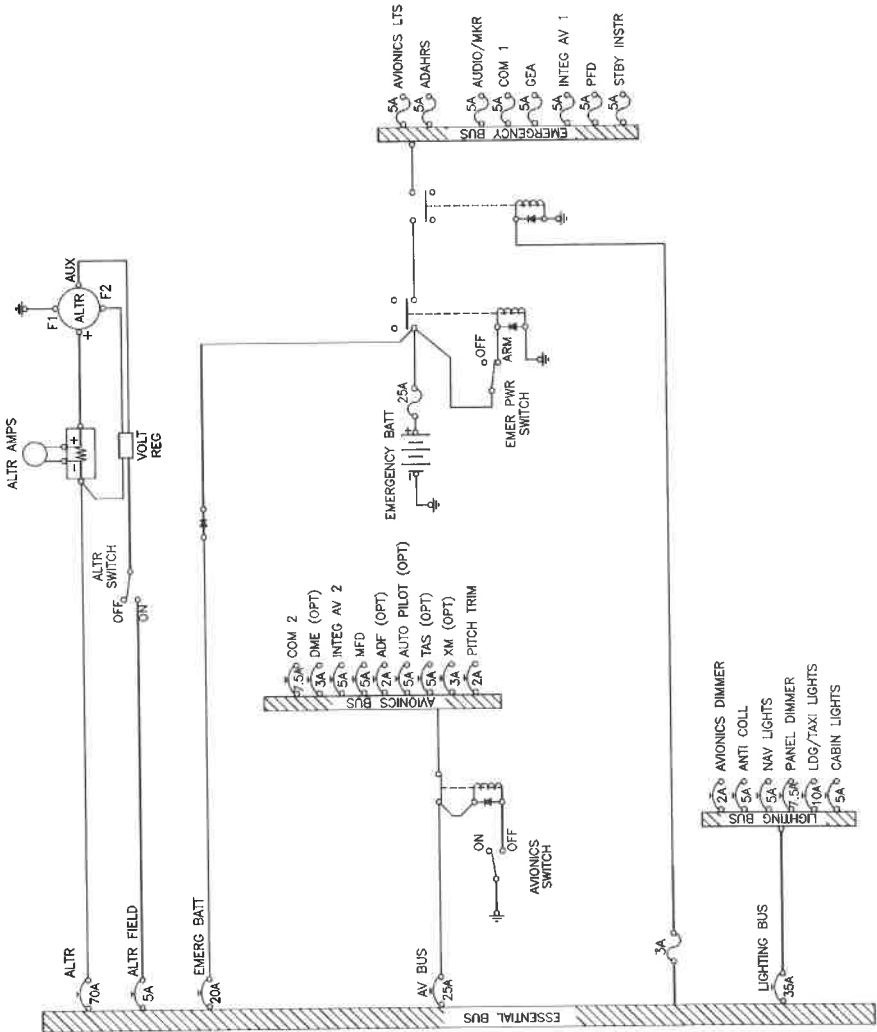 ALTR AMPS
F1
ALTR
AUX
F2
+
-
+
VOLT
REG
ALTR
SWITCH
OFF
ON
ALTR
70A
ALTR FIELD
5A
EMERG BATT
20A
AV BUS
25A
3A
LIGHTING BUS
35A
ESSENTIAL BUS
AVIONICS
SWITCH
ON
OFF
AVIONICS BUS
7.5A COM 2
3A DME (OPT)
5A INTEG AV 2
5A MFD
2A ADF (OPT)
5A AUTO PILOT (OPT)
5A TAS (OPT)
3A XM (OPT)
2A PITCH TRIM
LIGHTING BUS
2A AVIONICS DIMMER
5A ANTI COLL
5A NAV LIGHTS
7.5A PANEL DIMMER
10A LDG/TAXI LIGHTS
5A CABIN LIGHTS
EMERGENCY BATT
-
+
25A
OFF
ARM
EMER PWR
SWITCH
EMERGENCY BUS
5A AVIONICS LTS
5A ADAHRS
5A AUDIO/MKR
5A COM 1
5A GEA
5A INTEG AV 1
5A PFD
5A STBY INSTR